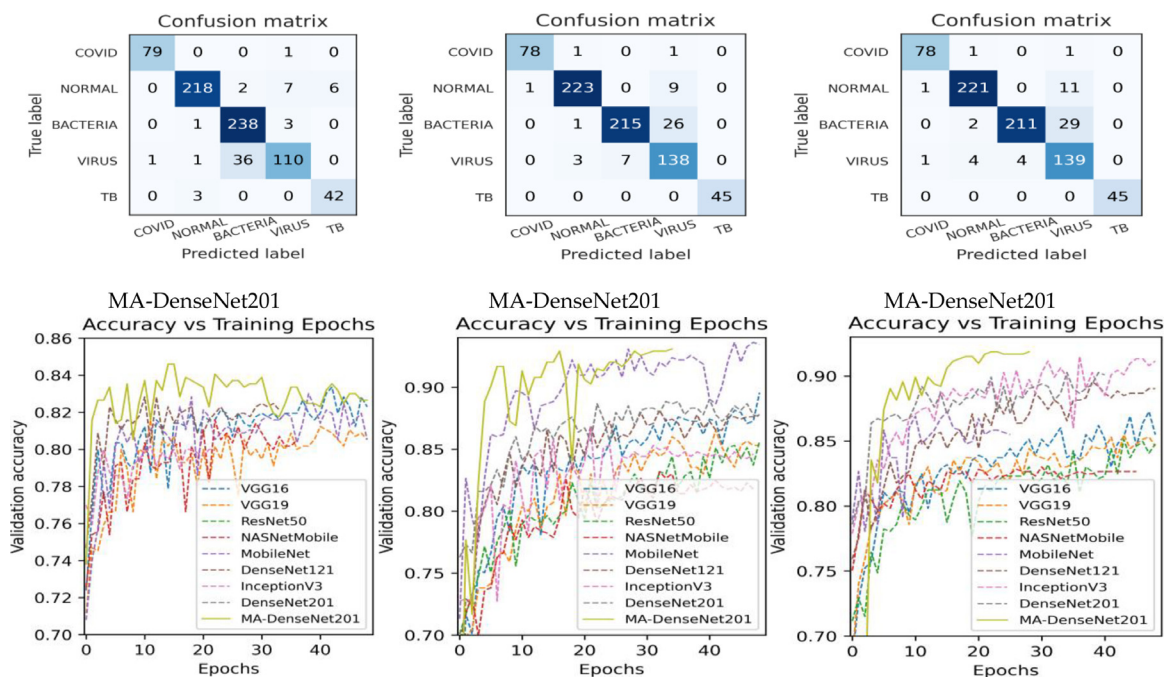 Confusion matrix
COVID 79 0 0 1 0
NORMAL 0 218 2 7 6
BACTERIA 0 1 238 3 0
VIRUS 1 1 36 110 0
TB 0 3 0 0 42
COVID NORMAL BACTERIA VIRUS TB
True label
Predicted label
Confusion matrix
COVID 78 1 0 1 0
NORMAL 1 223 0 9 0
BACTERIA 0 1 215 26 0
VIRUS 0 3 7 138 0
TB 0 0 0 0 45
COVID NORMAL BACTERIA VIRUS TB
True label
Predicted label
Confusion matrix
COVID 78 1 0 1 0
NORMAL 1 221 0 11 0
BACTERIA 0 2 211 29 0
VIRUS 1 4 4 139 0
TB 0 0 0 0 45
COVID NORMAL BACTERIA VIRUS TB
True label
Predicted label
MA-DenseNet201
Accuracy vs Training Epochs
0.86
0.84
0.82
0.80
0.78
0.76
0.74
0.72
0.70
Validation accuracy
VGG16
VGG19
ResNet50
NASNetMobile
MobileNet
DenseNet121
InceptionV3
DenseNet201
MA-DenseNet201
0 10 20 30 40
Epochs
MA-DenseNet201
Accuracy vs Training Epochs
0.90
0.85
0.80
0.75
0.70
Validation accuracy
VGG16
VGG19
ResNet50
NASNetMobile
MobileNet
DenseNet121
InceptionV3
DenseNet201
MA-DenseNet201
0 10 20 30 40
Epochs
MA-DenseNet201
Accuracy vs Training Epochs
0.90
0.85
0.80
0.75
0.70
Validation accuracy
VGG16
VGG19
ResNet50
NASNetMobile
MobileNet
DenseNet121
InceptionV3
DenseNet201
MA-DenseNet201
0 10 20 30 40
Epochs